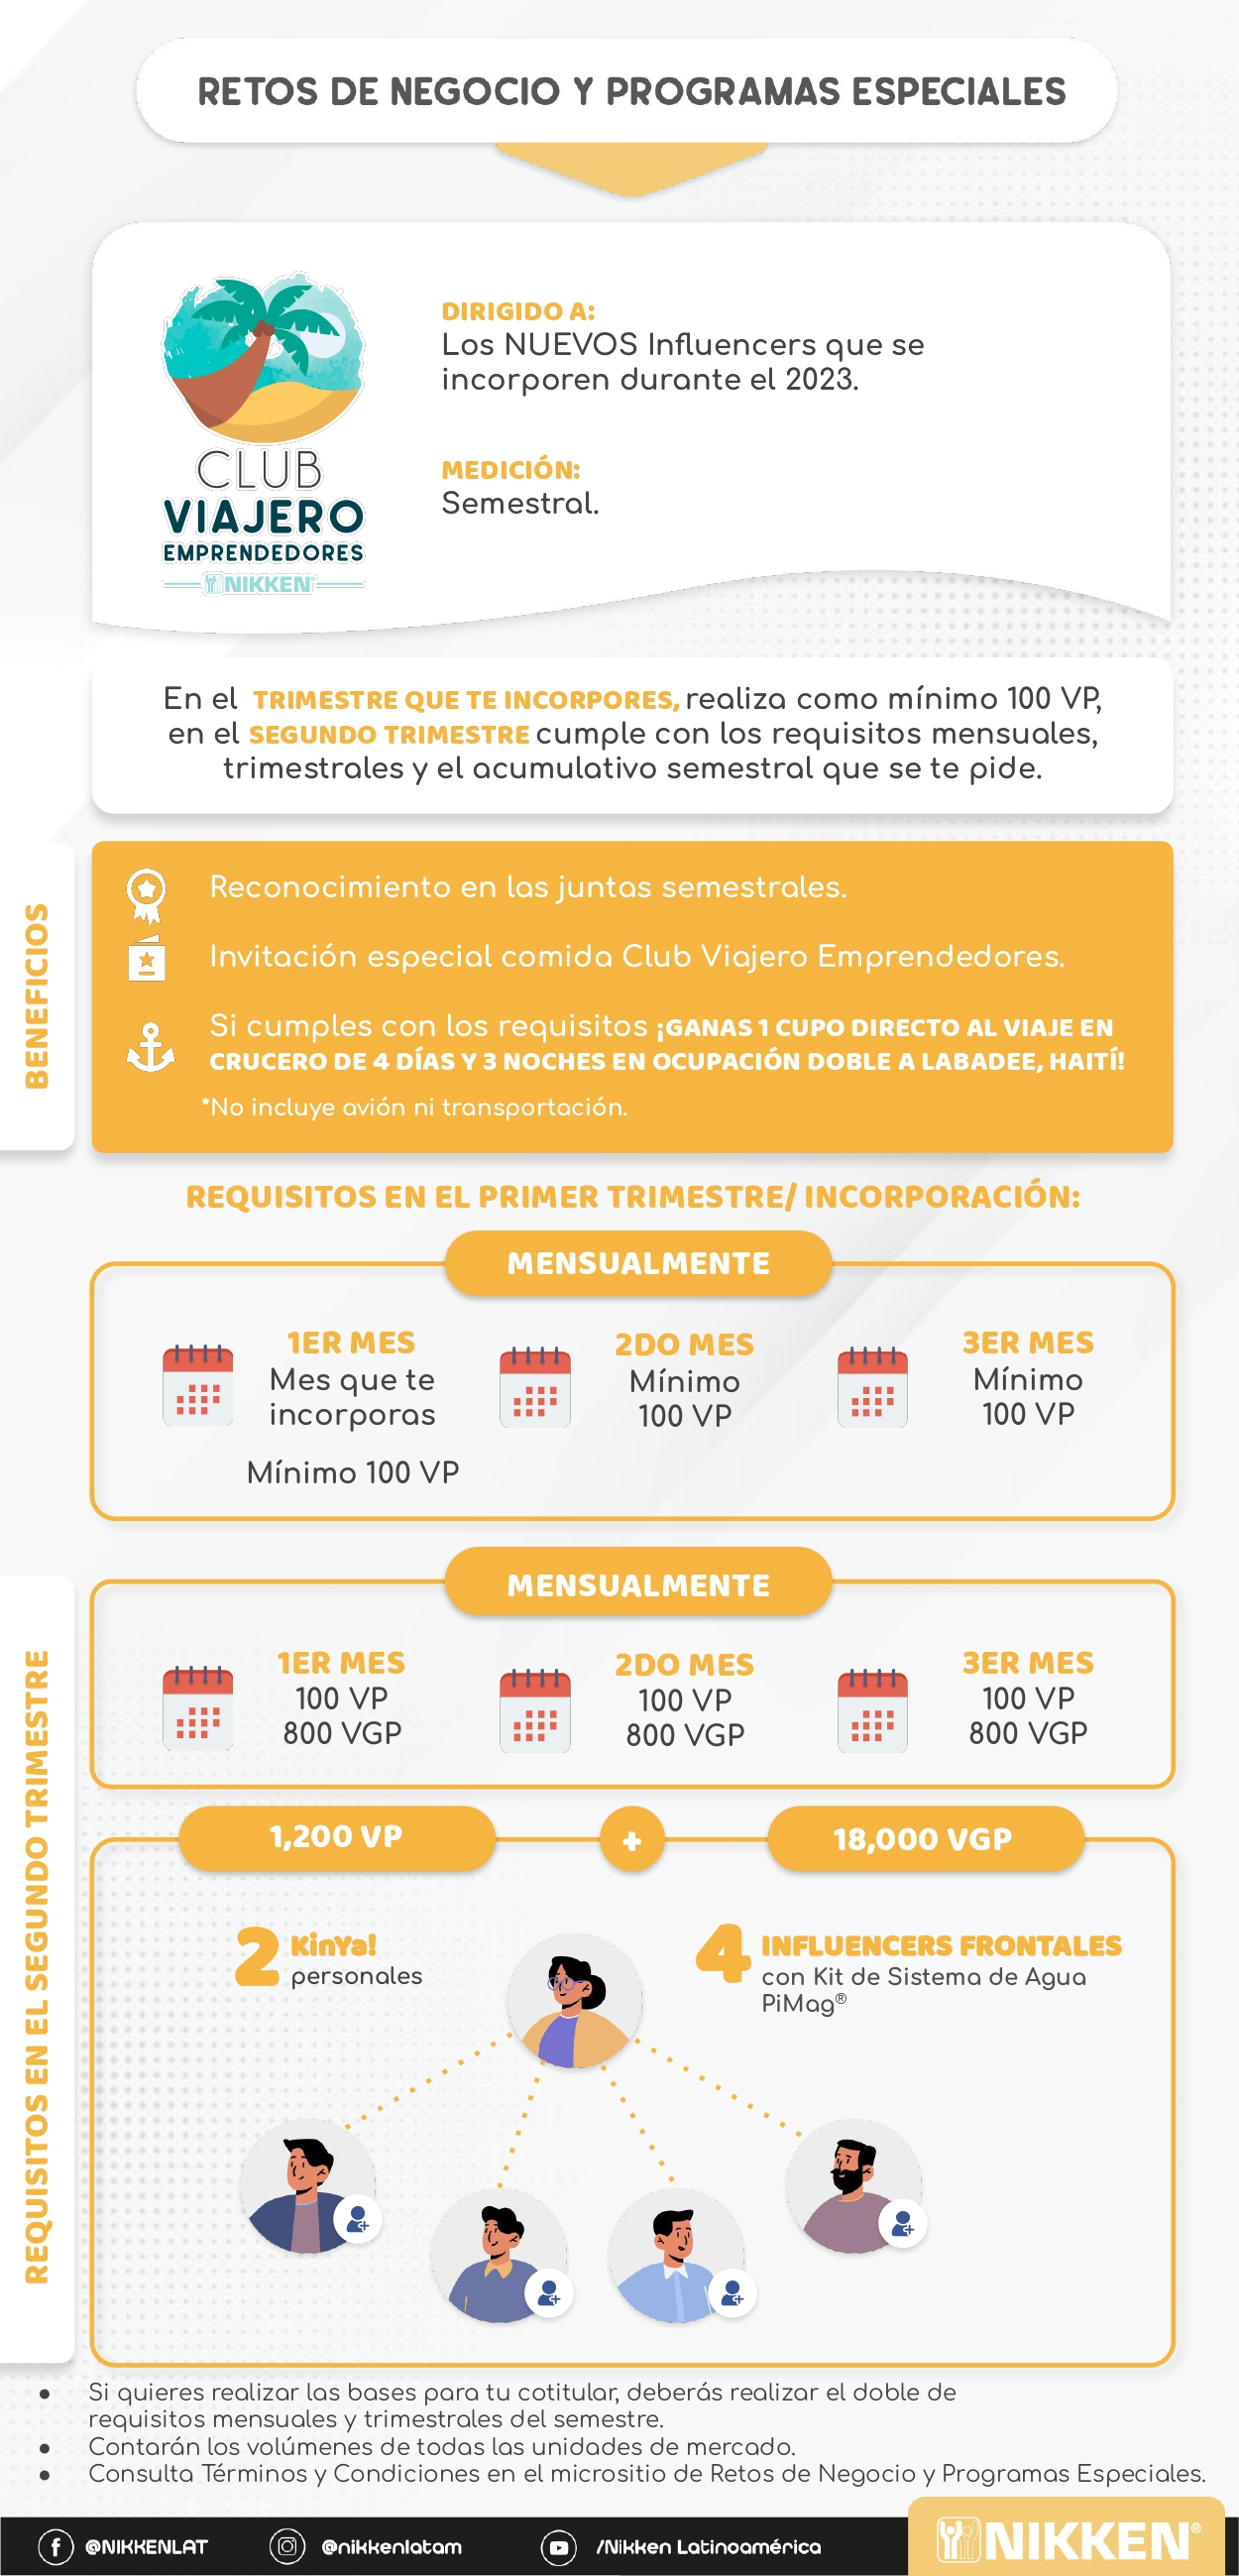 RETOS DE NEGOCIO Y PROGRAMAS ESPECIALES
CLUB
VIAJERO
EMPRENDEDORES
NIKKEN
DIRIGIDO A:
Los NUEVOS Influencers que se
incorporen durante el 2023.
MEDICIÓN:
Semestral.
En el TRIMESTRE QUE TE INCORPORES, realiza como mínimo 100 VP,
en el SEGUNDO TRIMESTRE cumple con los requisitos mensuales,
trimestrales y el acumulativo semestral que se te pide.
BENEFICIOS
Reconocimiento en las juntas semestrales.
Invitación especial comida Club Viajero Emprendedores.
Si cumples con los requisitos ¡GANAS 1 CUPO DIRECTO AL VIAJE EN
CRUCERO DE 4 DÍAS Y 3 NOCHES EN OCUPACIÓN DOBLE A LABADEE, HAITÍ!
*No incluye avión ni transportación.
REQUISITOS EN EL PRIMER TRIMESTRE/ INCORPORACIÓN:
MENSUALMENTE
1ER MES
Mes que te
incorporas
Mínimo 100 VP
2DO MES
Mínimo
100 VP
3ER MES
Mínimo
100 VP
REQUISITOS EN EL SEGUNDO TRIMESTRE
MENSUALMENTE
1ER MES
100 VP
800 VGP
2DO MES
100 VP
800 VGP
3ER MES
100 VP
800 VGP
1,200 VP + 18,000 VGP
2 KinYa!
personales
4 INFLUENCERS FRONTALES
con Kit de Sistema de Agua
PiMag®
• Si quieres realizar las bases para tu cotitular, deberás realizar el doble de
requisitos mensuales y trimestrales del semestre.
• Contarán los volúmenes de todas las unidades de mercado.
• Consulta Términos y Condiciones en el micrositio de Retos de Negocio y Programas Especiales.
@NIKKENLAT @nikkenlatam /Nikken Latinoamérica NIKKEN®